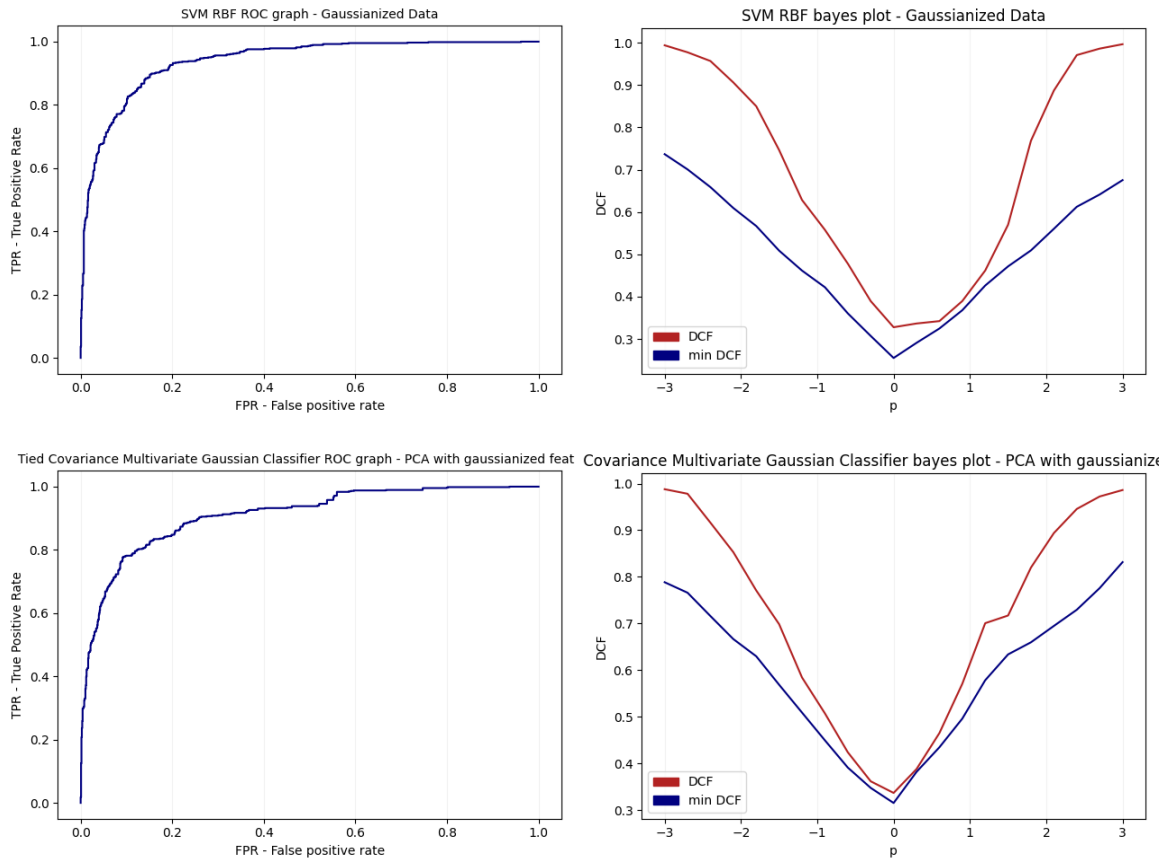 SVM RBF ROC graph - Gaussianized Data
1.0
0.8
0.6
0.4
0.2
0.0
TPR - True Positive Rate
0.0 0.2 0.4 0.6 0.8 1.0
FPR - False positive rate
SVM RBF bayes plot - Gaussianized Data
1.0
0.9
0.8
0.7
0.6
0.5
0.4
0.3
DCF
DCF
min DCF
−3 −2 −1 0 1 2 3
p
Tied Covariance Multivariate Gaussian Classifier ROC graph - PCA with gaussianized feat
1.0
0.8
0.6
0.4
0.2
0.0
TPR - True Positive Rate
0.0 0.2 0.4 0.6 0.8 1.0
FPR - False positive rate
Covariance Multivariate Gaussian Classifier bayes plot - PCA with gaussianize
1.0
0.9
0.8
0.7
0.6
0.5
0.4
0.3
DCF
DCF
min DCF
−3 −2 −1 0 1 2 3
p